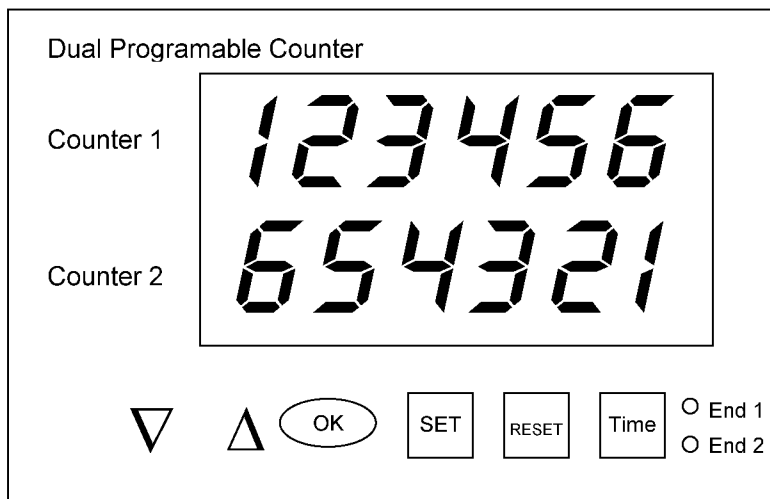 Dual Programable Counter
Counter 1 123456
Counter 2 654321
OK SET RESET Time End 1
End 2